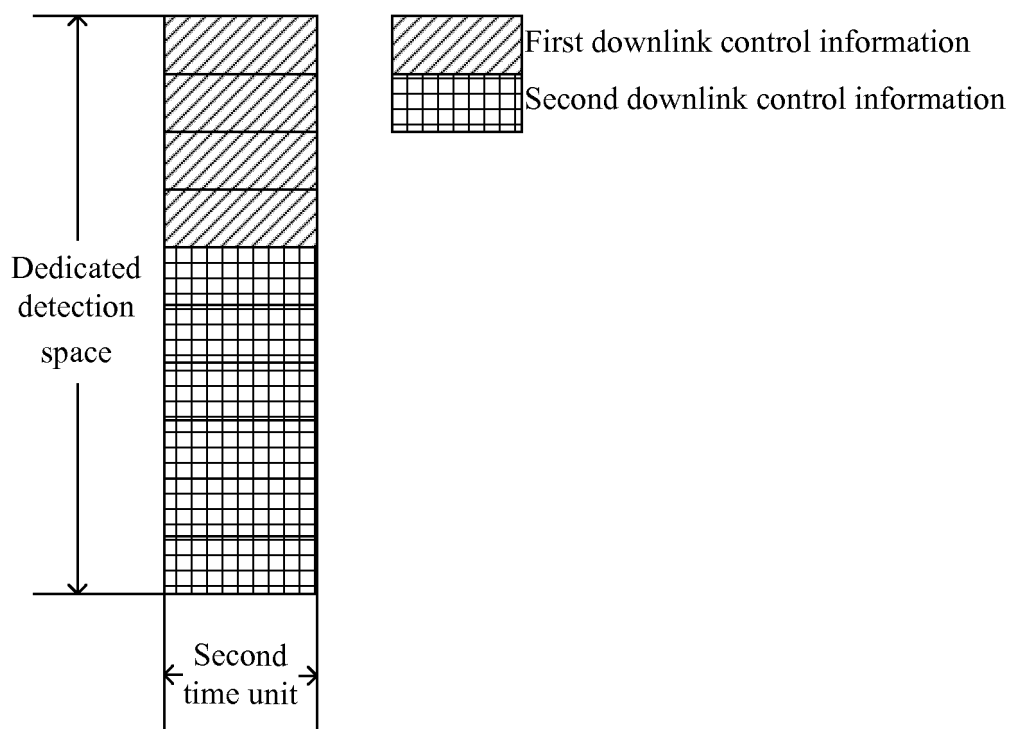 First downlink control information
Second downlink control information
Dedicated
detection
space
Second
time unit